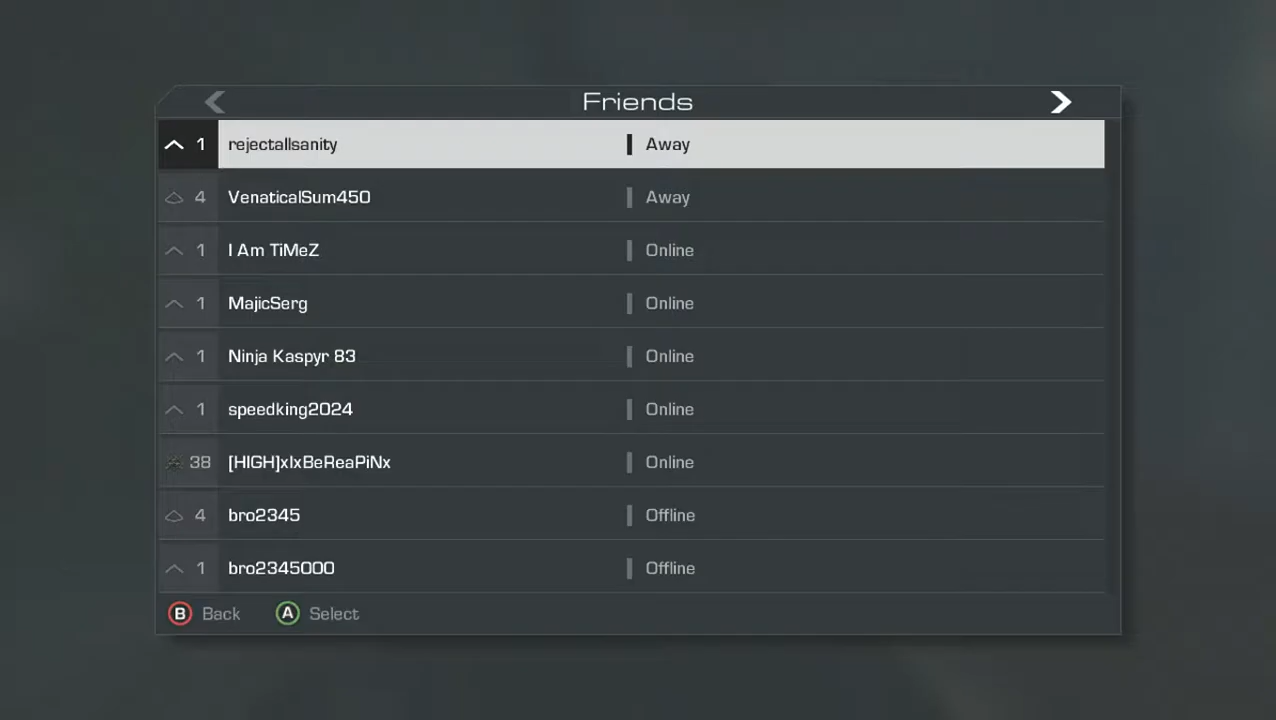 Friends
1 rejectallsanity Away
4 VenaticalSum450 Away
1 I Am TiMeZ Online
1 MajicSerg Online
1 Ninja Kaspyr 83 Online
1 speedking2024 Online
38 [HIGH]xIxBeReaPiNx Online
4 bro2345 Offline
1 bro2345000 Offline
B Back A Select